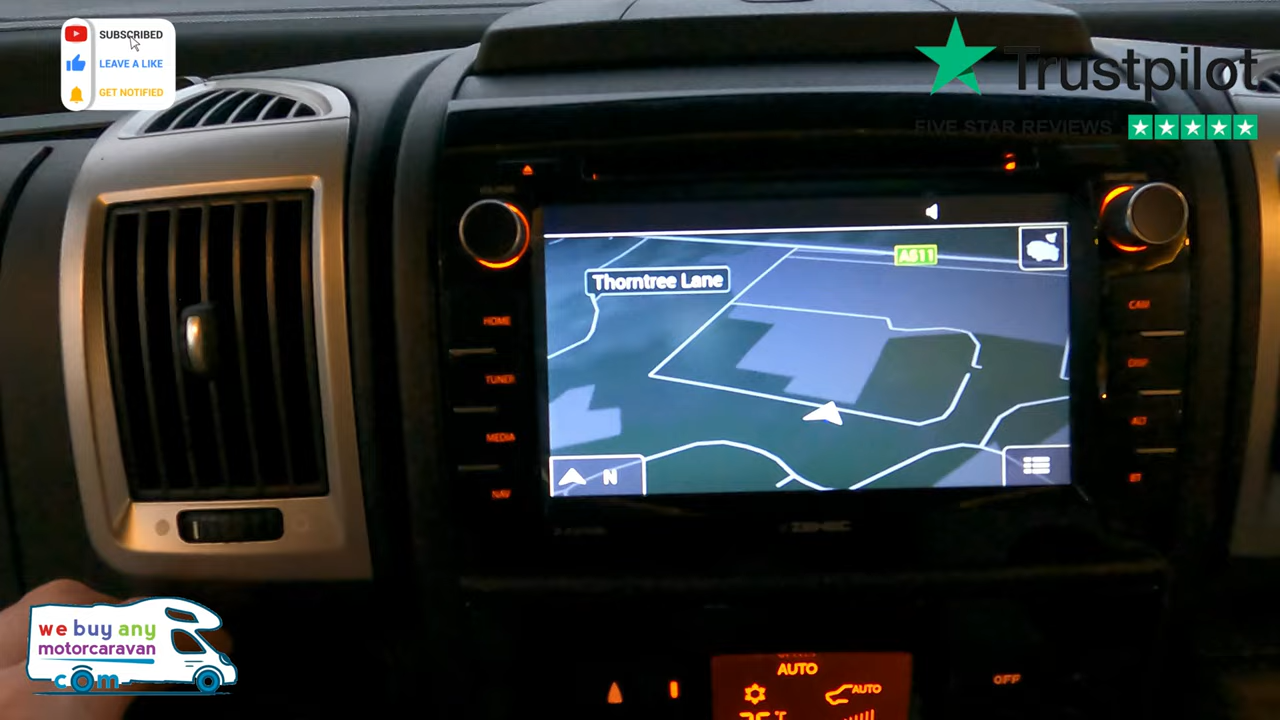 SUBSCRIBED
LEAVE A LIKE
GET NOTIFIED
Trustpilot
FIVE STAR REVIEWS
A611
Thorntree Lane
HOME
TUNER
MEDIA
NAV
CAM
DISP
ALT
BT
N
we buy any
motorcaravan
com
AUTO
AUTO
OFF